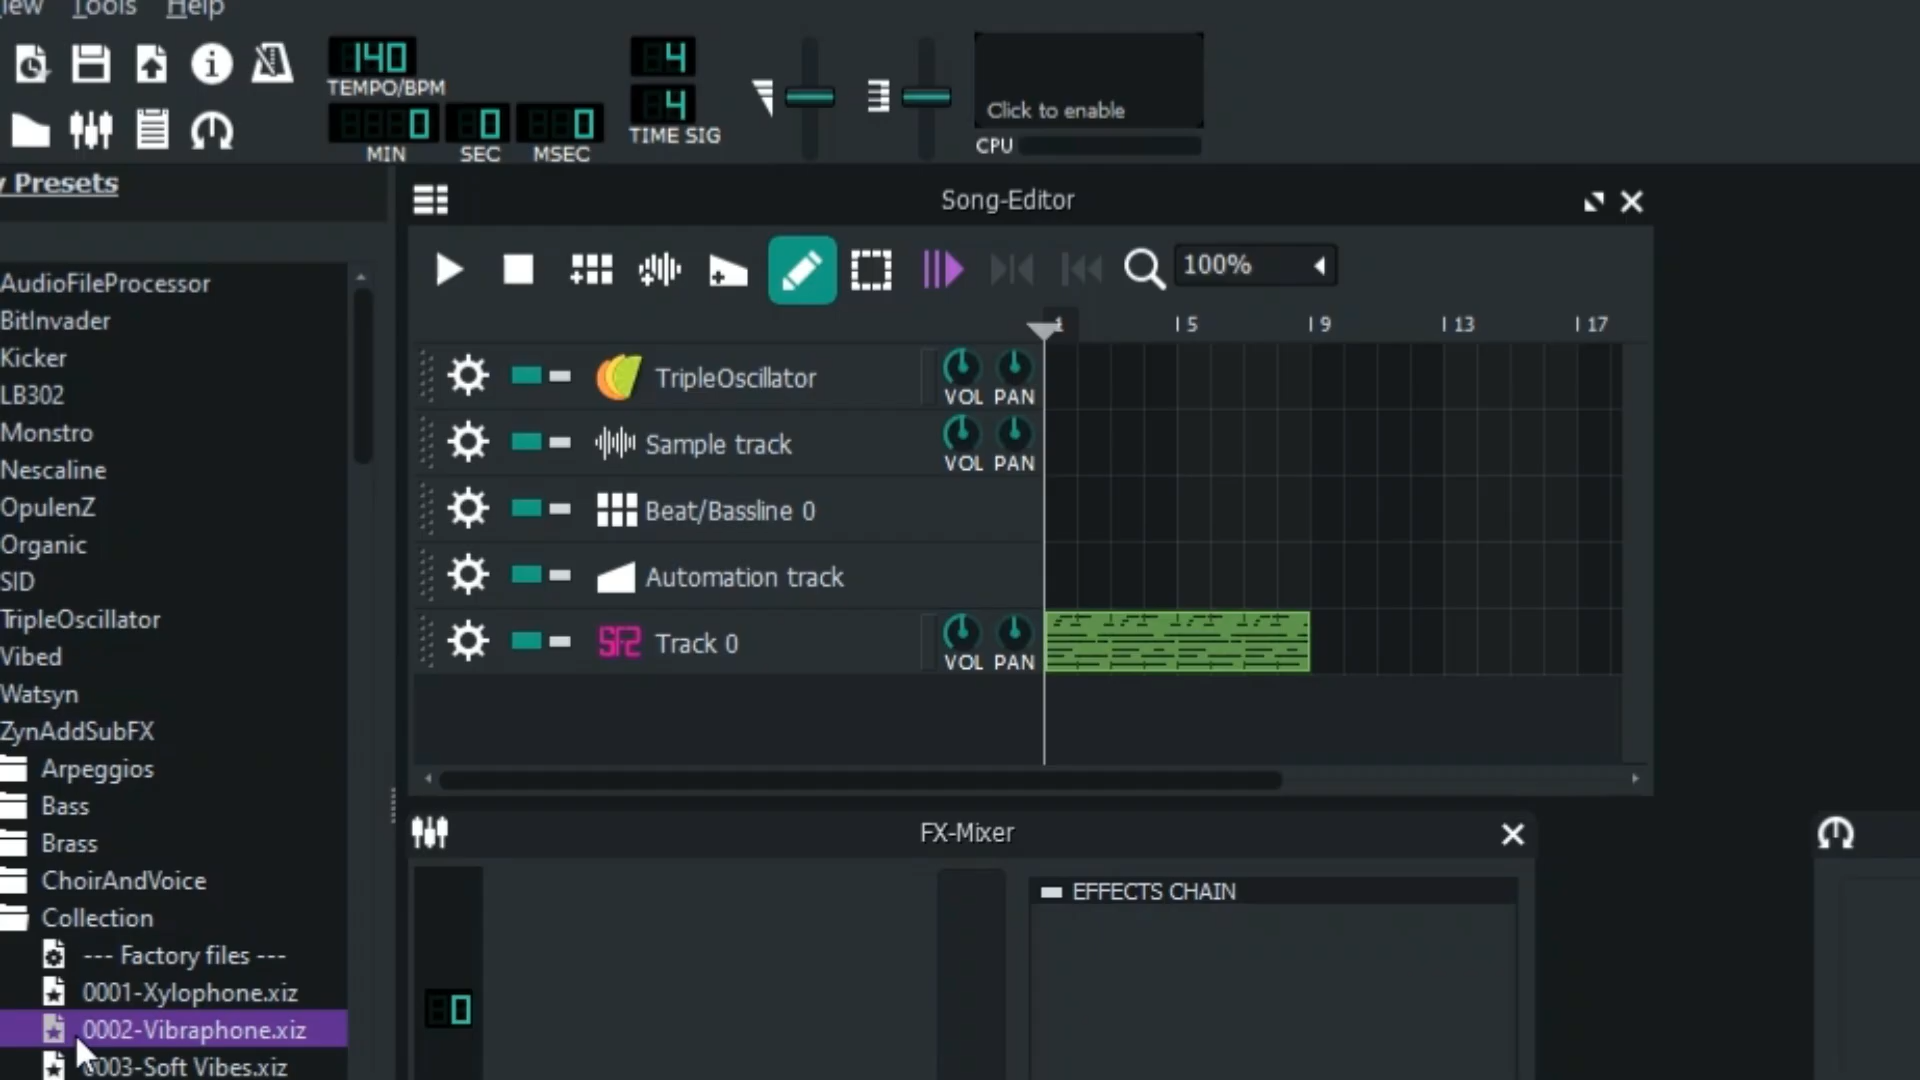 Tools Help
140
TEMPO/BPM
0 0 0
MIN SEC MSEC
4
4
TIME SIG
Click to enable
CPU
Presets
Song-Editor
100%
1 5 9 13 17
AudioFileProcessor
BitInvader
Kicker
LB302
Monstro
Nescaline
OpulenZ
Organic
SID
TripleOscillator
Vibed
Watsyn
ZynAddSubFX
Arpeggios
Bass
Brass
ChoirAndVoice
Collection
--- Factory files ---
0001-Xylophone.xiz
0002-Vibraphone.xiz
0003-Soft Vibes.xiz
TripleOscillator VOL PAN
Sample track VOL PAN
Beat/Bassline 0
Automation track
SF2 Track 0 VOL PAN
FX-Mixer
EFFECTS CHAIN
0